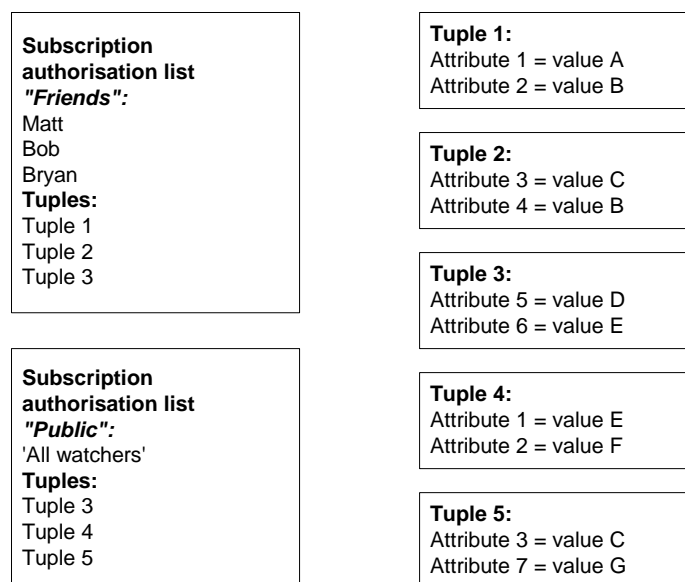 Subscription
authorisation list
"Friends":
Matt
Bob
Bryan
Tuples:
Tuple 1
Tuple 2
Tuple 3
Subscription
authorisation list
"Public":
'All watchers'
Tuples:
Tuple 3
Tuple 4
Tuple 5
Tuple 1:
Attribute 1 = value A
Attribute 2 = value B
Tuple 2:
Attribute 3 = value C
Attribute 4 = value B
Tuple 3:
Attribute 5 = value D
Attribute 6 = value E
Tuple 4:
Attribute 1 = value E
Attribute 2 = value F
Tuple 5:
Attribute 3 = value C
Attribute 7 = value G